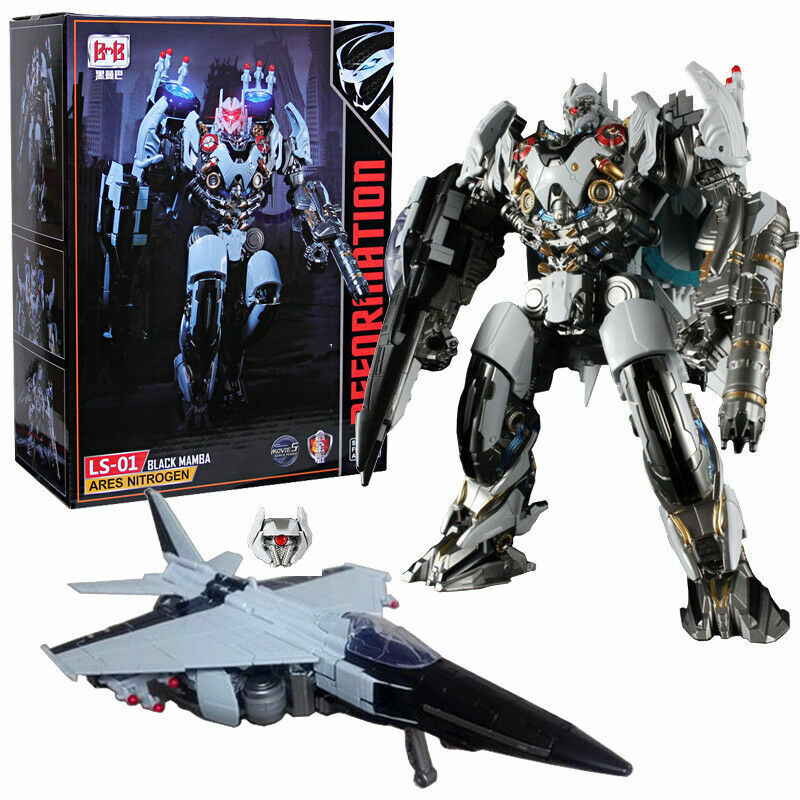 BMB
黑曼巴
DEFORMATION
LS-01
BLACK MAMBA
ARES NITROGEN
MOVIE 5